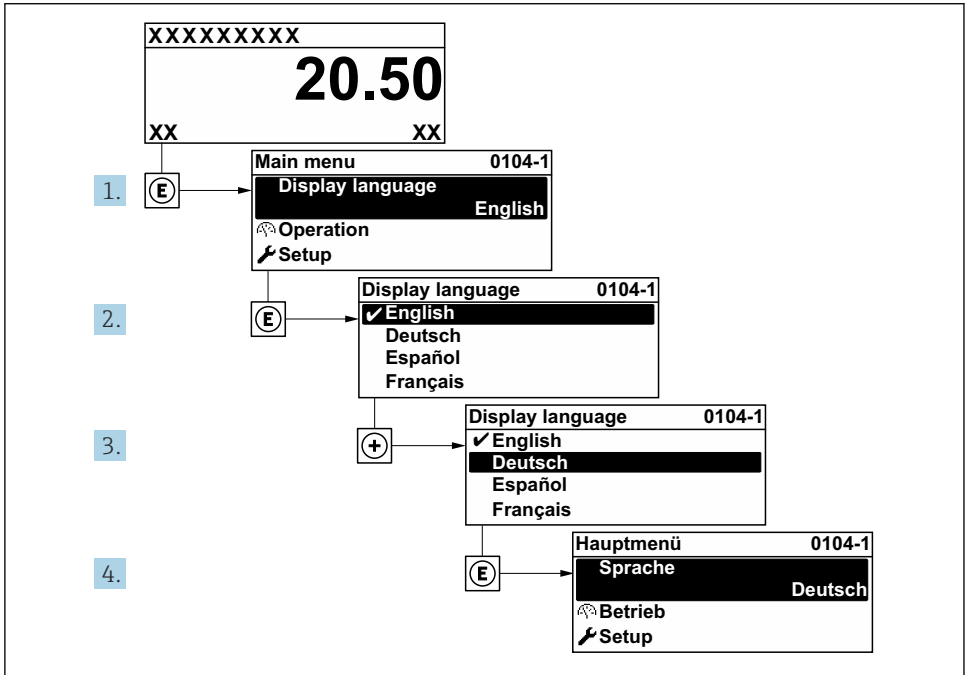 XXXXXXXXX
20.50
XX XX
1. E
Main menu 0104-1
Display language
English
Operation
Setup
2. E
Display language 0104-1
✔English
Deutsch
Español
Français
3. +
Display language 0104-1
✔English
Deutsch
Español
Français
4. E
Hauptmenü 0104-1
Sprache
Deutsch
Betrieb
Setup